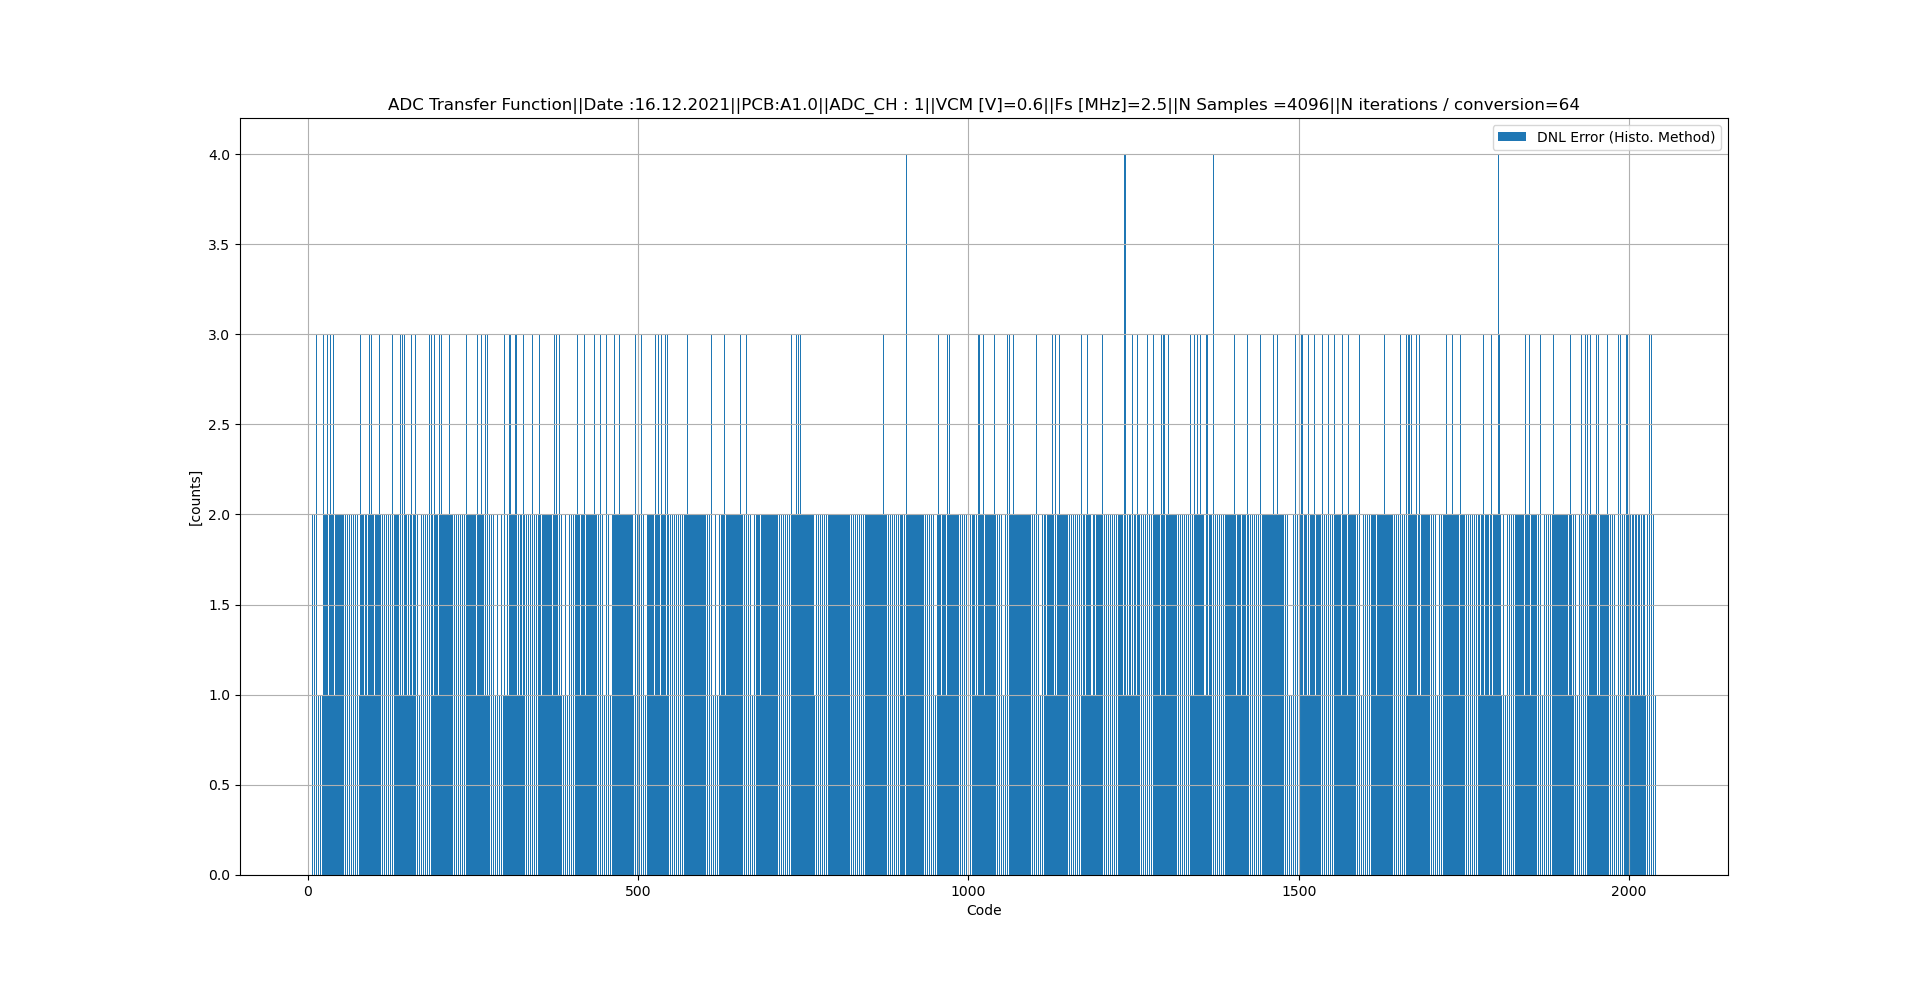 ADC Transfer Function||Date :16.12.2021||PCB:A1.0||ADC_CH : 1||VCM [V]=0.6||Fs [MHz]=2.5||N Samples =4096||N iterations / conversion=64
DNL Error (Histo. Method)
4.0
3.5
3.0
2.5
2.0
1.5
1.0
0.5
0.0
[counts]
0 500 1000 1500 2000
Code